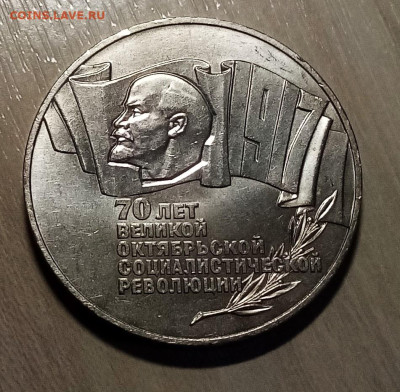 COINS.LAVE.RU
1917
70 ЛЕТ
ВЕЛИКОЙ
ОКТЯБРЬСКОЙ
СОЦИАЛИСТИЧЕСКОЙ
РЕВОЛЮЦИИ